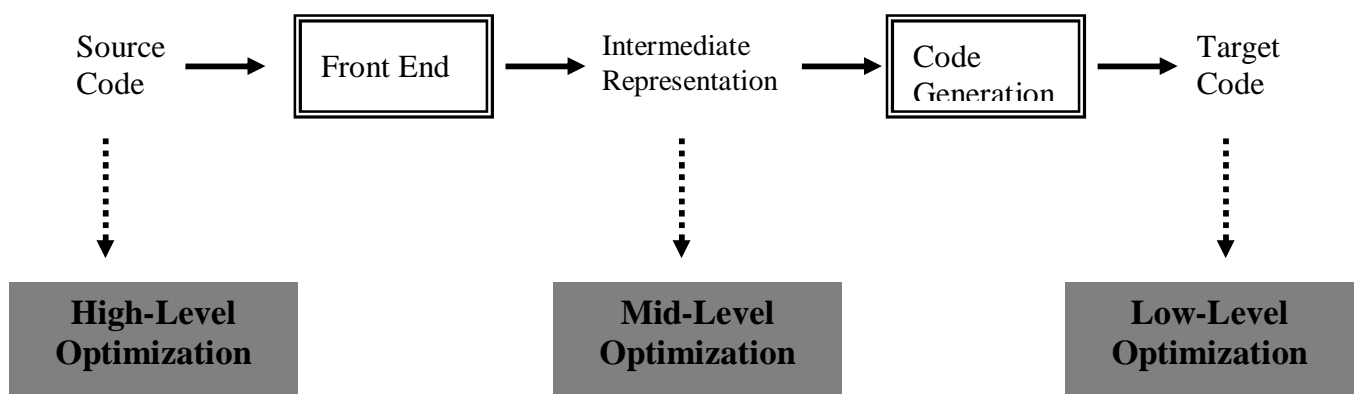 Source
Code
Front End
Intermediate
Representation
Code
Generation
Target
Code
High-Level
Optimization
Mid-Level
Optimization
Low-Level
Optimization